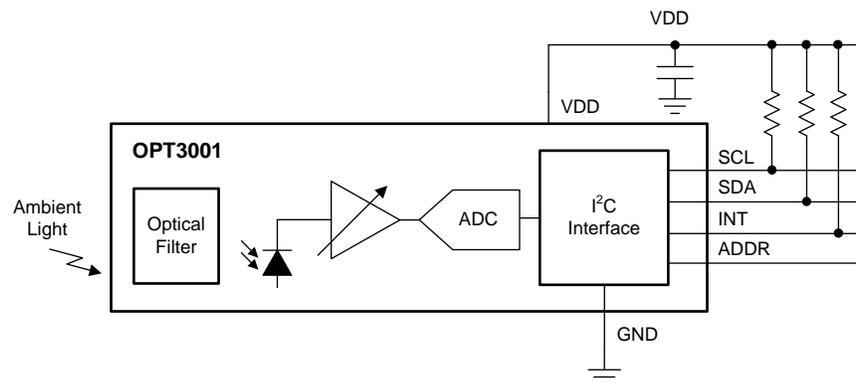 VDD
VDD
OPT3001
SCL
SDA
INT
ADDR
Ambient
Light
Optical
Filter
ADC
I²C
Interface
GND